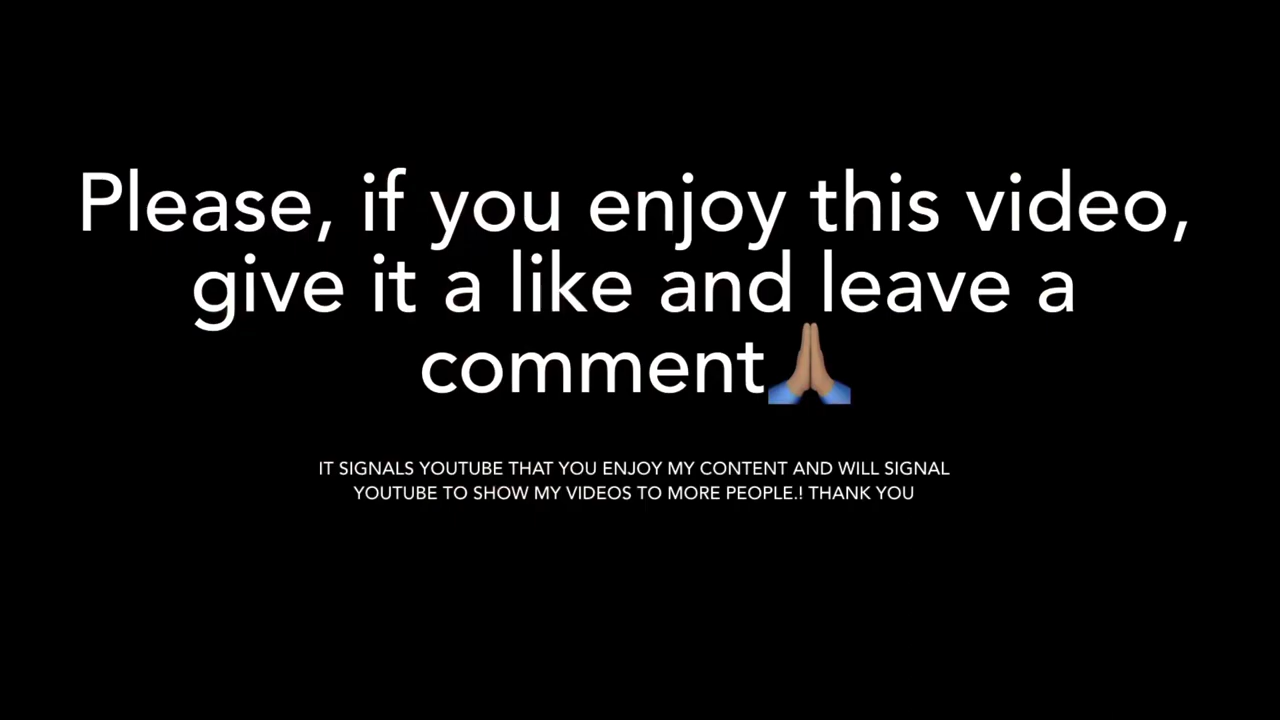 Please, if you enjoy this video,
give it a like and leave a
comment🙏🏽
IT SIGNALS YOUTUBE THAT YOU ENJOY MY CONTENT AND WILL SIGNAL
YOUTUBE TO SHOW MY VIDEOS TO MORE PEOPLE.! THANK YOU